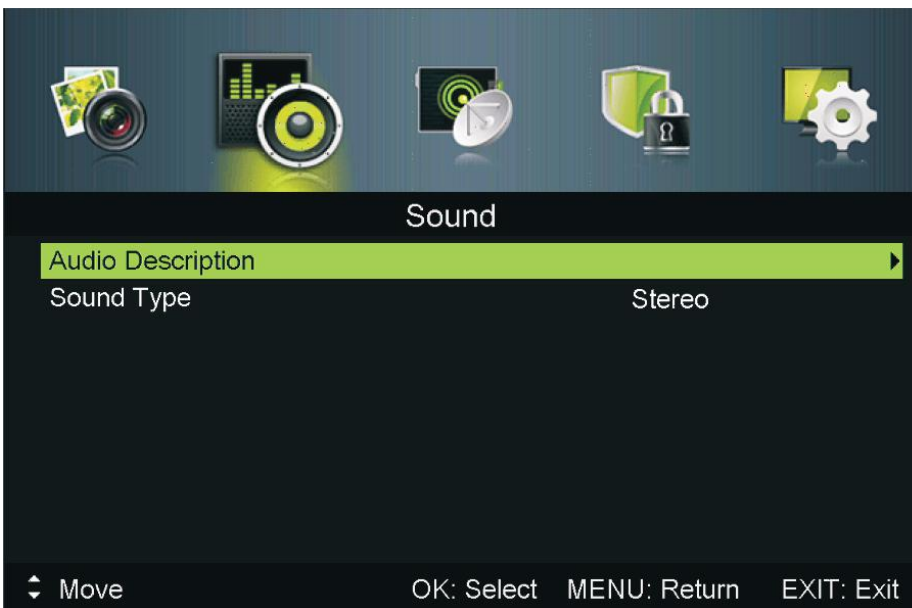 Sound
Audio Description
Sound Type Stereo
Move OK: Select MENU: Return EXIT: Exit